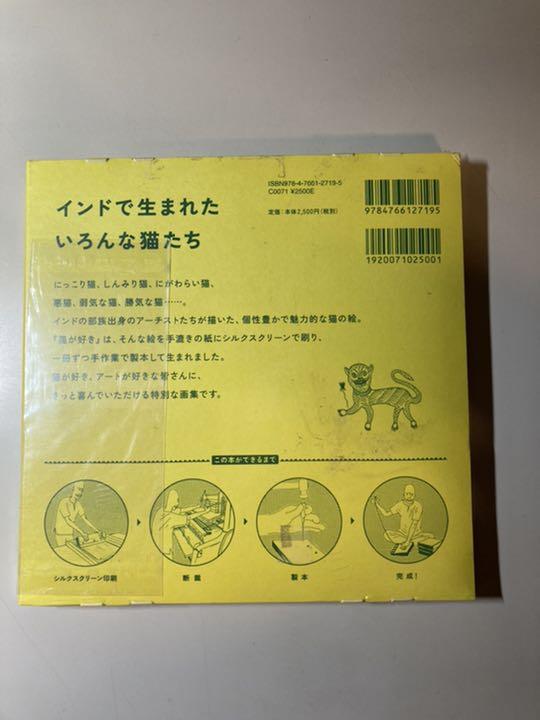 インドで生まれた
いろんな猫たち
ISBN978-4-7661-2719-5
C0071 ¥2500E
定価:本体2,500円(税別)
9784766127195
1920071025001
にっこり猫、しんみり猫、にがわらい猫、
悪猫、弱気な猫、勝気な猫……。
インドの部族出身のアーチストたちが描いた、個性豊かで魅力的な猫の絵。
『猫が好き』は、そんな絵を手漉きの紙にシルクスクリーンで刷り、
一冊ずつ手作業で製本して生まれました。
猫が好き、アートが好きな皆さんに、
きっと喜んでいただける特別な画集です。
この本ができるまで
シルクスクリーン印刷
断裁
製本
完成!